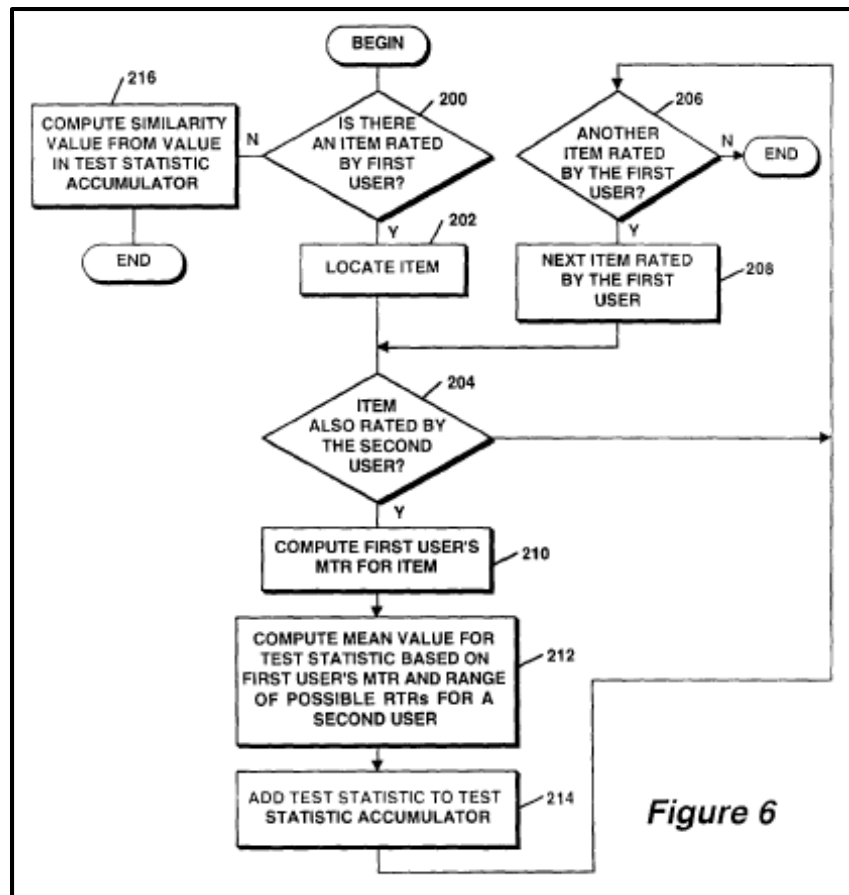 BEGIN
216
200
206
COMPUTE SIMILARITY
VALUE FROM VALUE
IN TEST STATISTIC
ACCUMULATOR
N
IS THERE
AN ITEM RATED
BY FIRST
USER?
ANOTHER
ITEM RATED
BY THE FIRST
USER?
N
END
Y
202
Y
END
LOCATE ITEM
NEXT ITEM RATED
BY THE FIRST
USER
208
204
ITEM
ALSO RATED BY
THE SECOND
USER?
Y
COMPUTE FIRST USER'S
MTR FOR ITEM
210
COMPUTE MEAN VALUE FOR
TEST STATISTIC BASED ON
FIRST USER'S MTR AND RANGE
OF POSSIBLE RTRs FOR A
SECOND USER
212
ADD TEST STATISTIC TO TEST
STATISTIC ACCUMULATOR
214
Figure 6